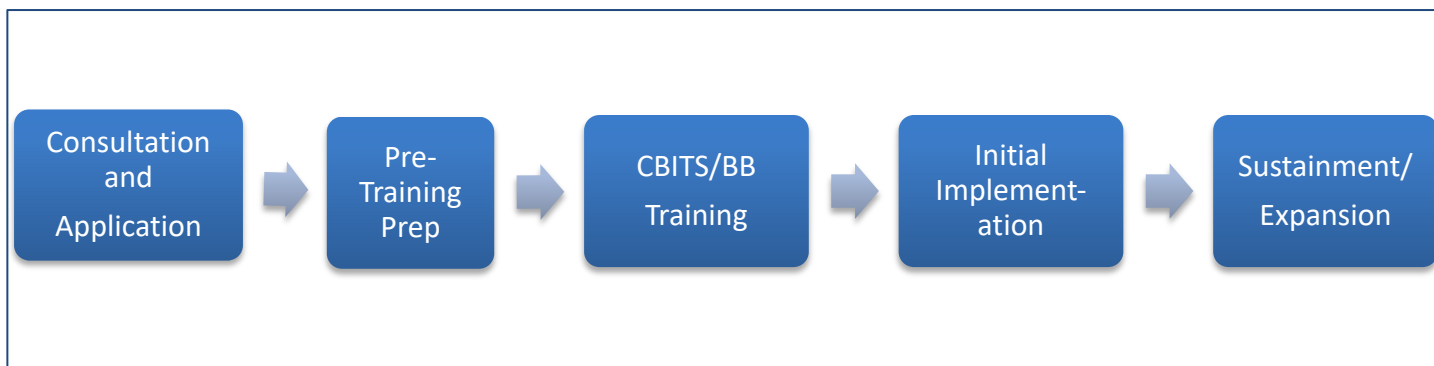 Consultation
and
Application
Pre-
Training
Prep
CBITS/BB
Training
Initial
Implement-
ation
Sustainment/
Expansion